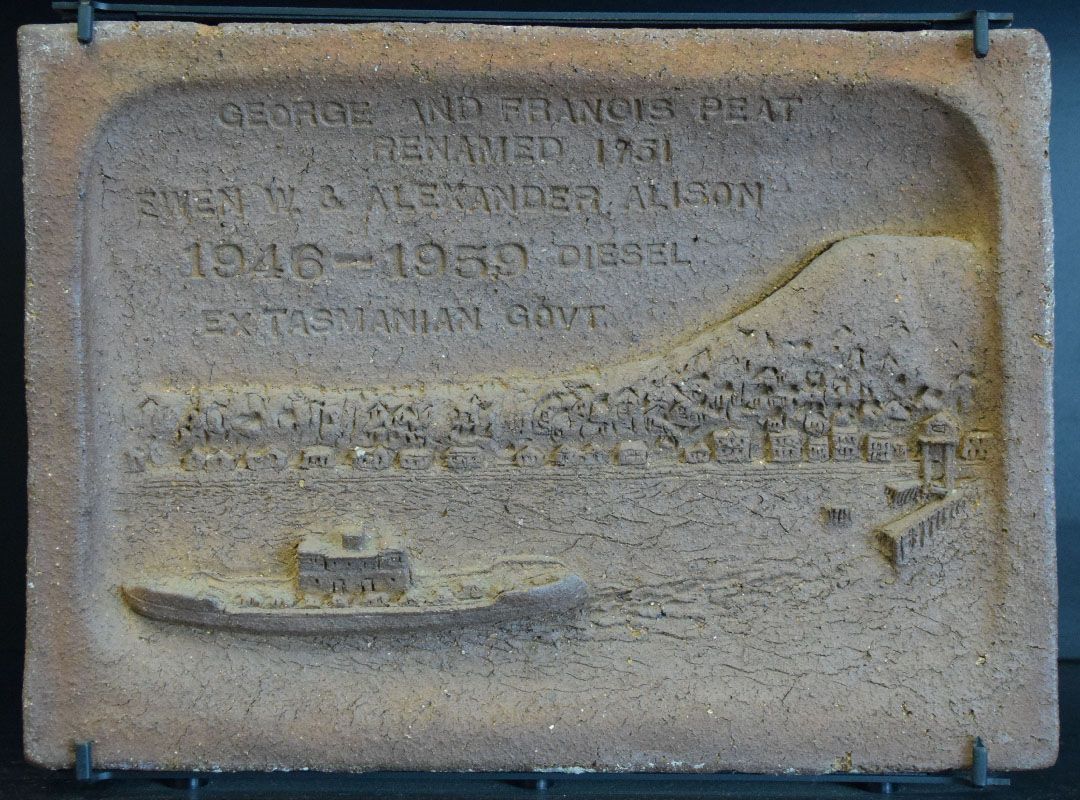 GEORGE AND FRANCIS PEAT
RENAMED 1951
EWEN W. & ALEXANDER ALISON
1946-1959 DIESEL
EX TASMANIAN GOVT